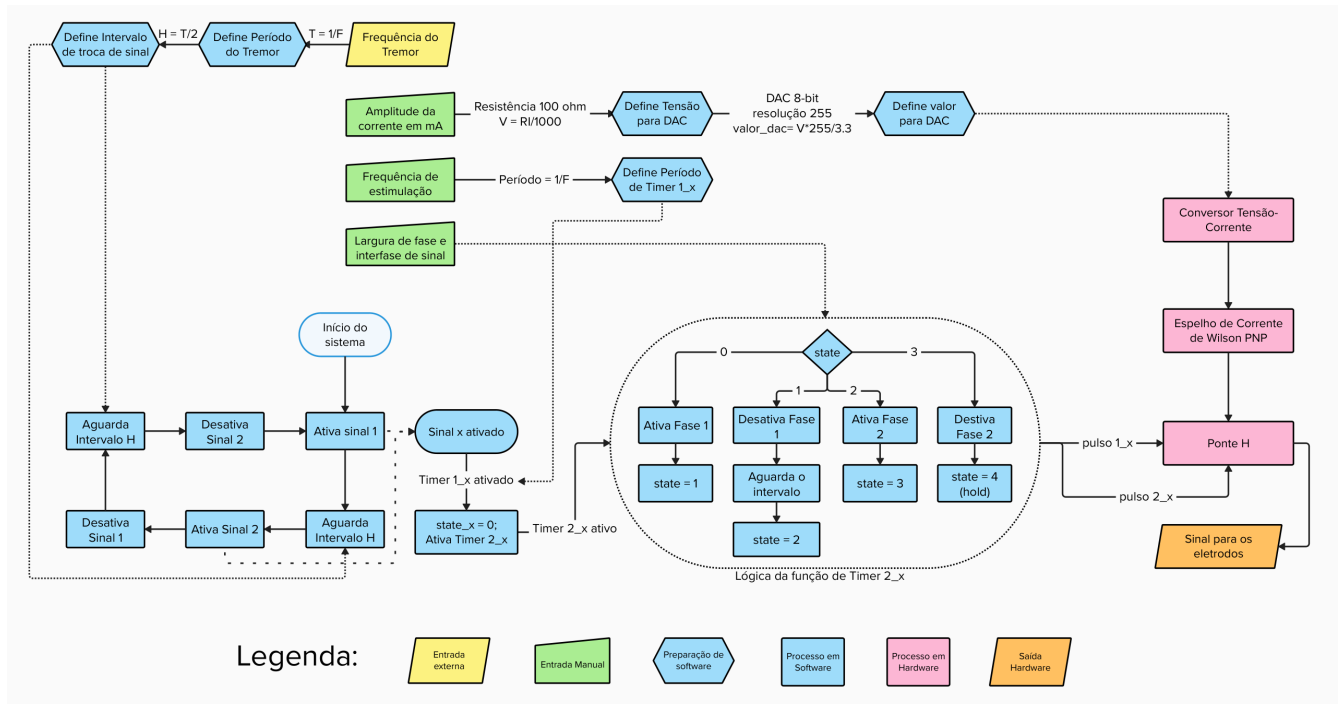 Define Intervalo
de troca de sinal
H = T/2
Define Período
do Tremor
T = 1/F
Frequência do
Tremor
Amplitude da
corrente em mA
Resistência 100 ohm
V = RI/1000
Define Tensão
para DAC
DAC 8-bit
resolução 255
valor_dac= V*255/3.3
Define valor
para DAC
Frequência de
estimulação
Período = 1/F
Define Período
de Timer 1_x
Largura de fase e
interfase de sinal
Conversor Tensão-
Corrente
Espelho de Corrente
de Wilson PNP
Ponte H
Sinal para os
eletrodos
Início do
sistema
Aguarda
Intervalo H
Desativa
Sinal 2
Ativa sinal 1
Desativa
Sinal 1
Ativa Sinal 2
Aguarda
Intervalo H
Sinal x ativado
Timer 1_x ativado
state_x = 0;
Ativa Timer 2_x
Timer 2_x ativo
state
0
1
2
3
Ativa Fase 1
state = 1
Desativa Fase
1
Aguarda o
intervalo
state = 2
Ativa Fase
2
state = 3
Destiva
Fase 2
state = 4
(hold)
Lógica da função de Timer 2_x
pulso 1_x
pulso 2_x
Legenda:
Entrada
externa
Entrada Manual
Preparação de
software
Processo em
Software
Processo em
Hardware
Saída
Hardware